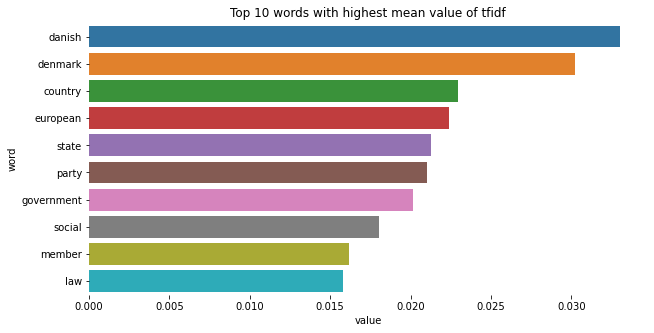 Top 10 words with highest mean value of tfidf
word
danish
denmark
country
european
state
party
government
social
member
law
0.000 0.005 0.010 0.015 0.020 0.025 0.030
value